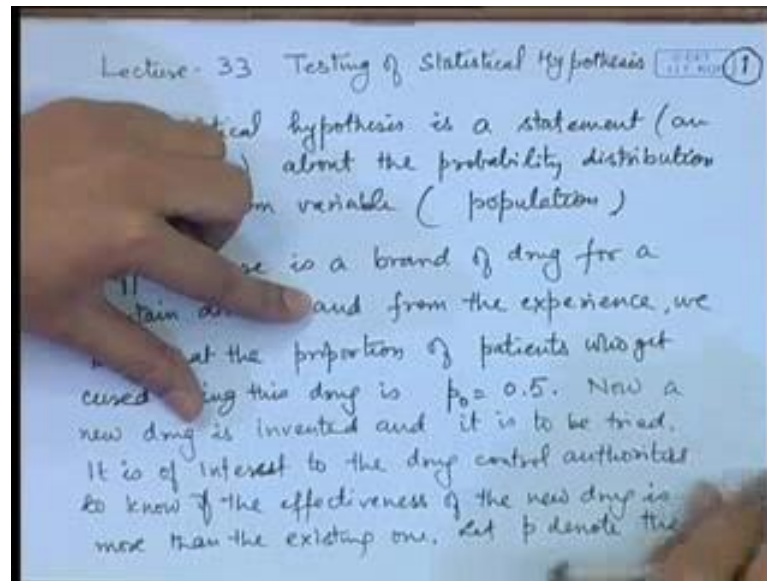 Lecture - 33 Testing of Statistical Hypothesis 1
tical hypothesis is a statement (an
) about the probability distribution
m variable ( population )
se is a brand of drug for a
tain and from the experience, we
at the proportion of patients who get
cured ing this drug is p₀ = 0.5. Now a
new drug is invented and it is to be tried.
It is of interest to the drug control authorities
to know if the effectiveness of the new drug is
more than the existing one. Let p denote the